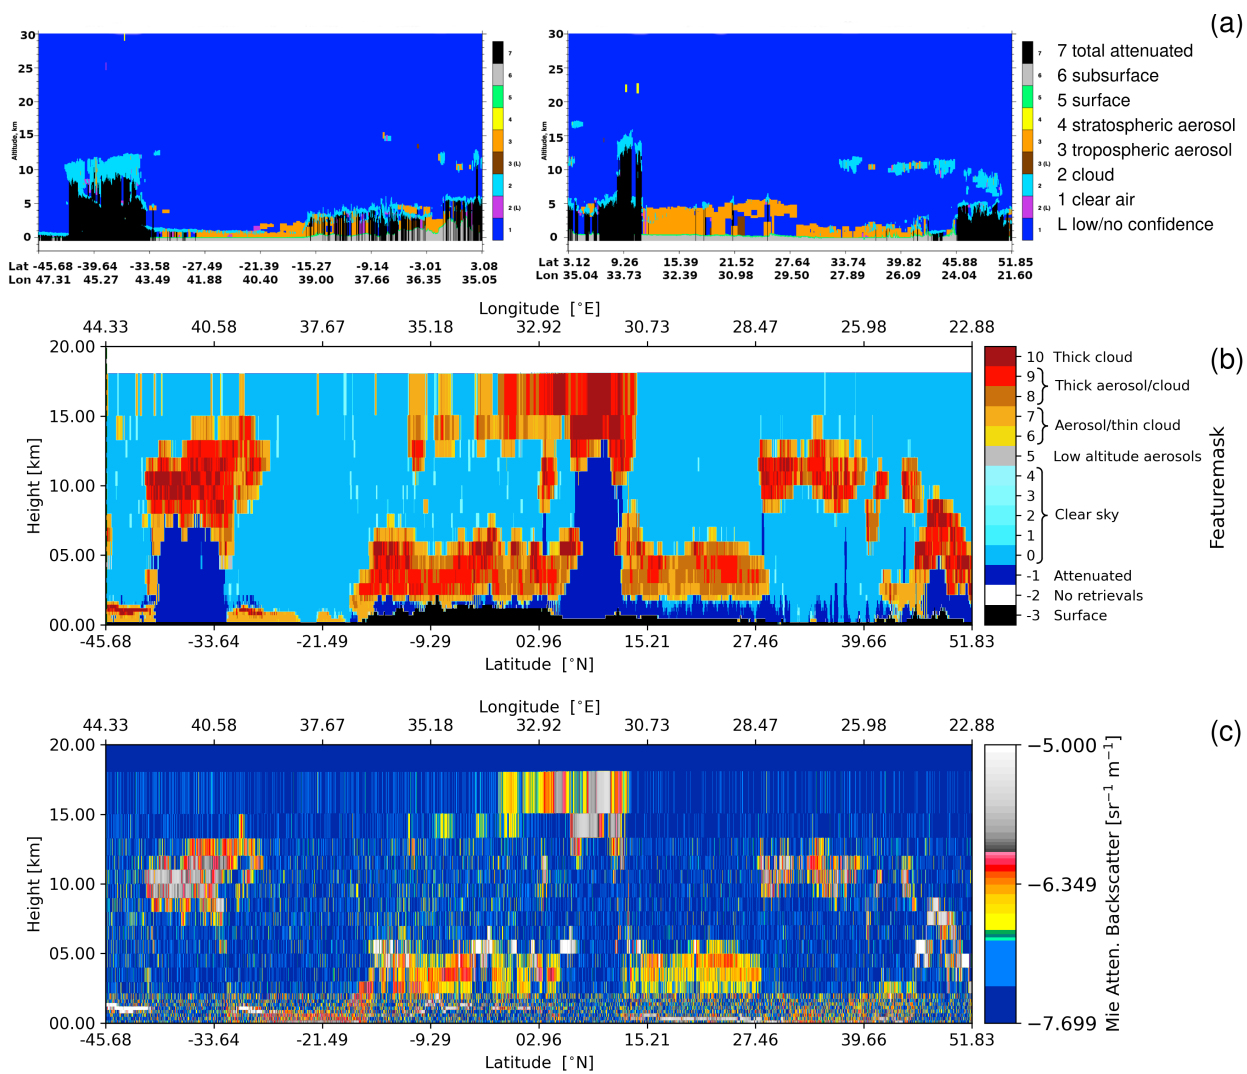 (a)
30
25
20
15
10
5
0
Altitude, km
7
6
5
4
3
3 (L)
2
2 (L)
1
Lat -45.68 -39.64 -33.58 -27.49 -21.39 -15.27 -9.14 -3.01 3.08
Lon 47.31 45.27 43.49 41.88 40.40 39.00 37.66 36.35 35.05
30
25
20
15
10
5
0
Altitude, km
7
6
5
4
3
3 (L)
2
2 (L)
1
Lat 3.12 9.26 15.39 21.52 27.64 33.74 39.82 45.88 51.85
Lon 35.04 33.73 32.39 30.98 29.50 27.89 26.09 24.04 21.60
7 total attenuated
6 subsurface
5 surface
4 stratospheric aerosol
3 tropospheric aerosol
2 cloud
1 clear air
L low/no confidence
(b)
Longitude [°E]
44.33 40.58 37.67 35.18 32.92 30.73 28.47 25.98 22.88
20.00
15.00
10.00
05.00
00.00
Height [km]
-45.68 -33.64 -21.49 -9.29 02.96 15.21 27.46 39.66 51.83
Latitude [°N]
10 Thick cloud
9
8
Thick aerosol/cloud
7
6
Aerosol/thin cloud
5 Low altitude aerosols
4
3
2
1
0
Clear sky
-1 Attenuated
-2 No retrievals
-3 Surface
Featuremask
(c)
Longitude [°E]
44.33 40.58 37.67 35.18 32.92 30.73 28.47 25.98 22.88
20.00
15.00
10.00
05.00
00.00
Height [km]
-45.68 -33.64 -21.49 -9.29 02.96 15.21 27.46 39.66 51.83
Latitude [°N]
−5.000
−6.349
−7.699
Mie Atten. Backscatter [sr⁻¹ m⁻¹]